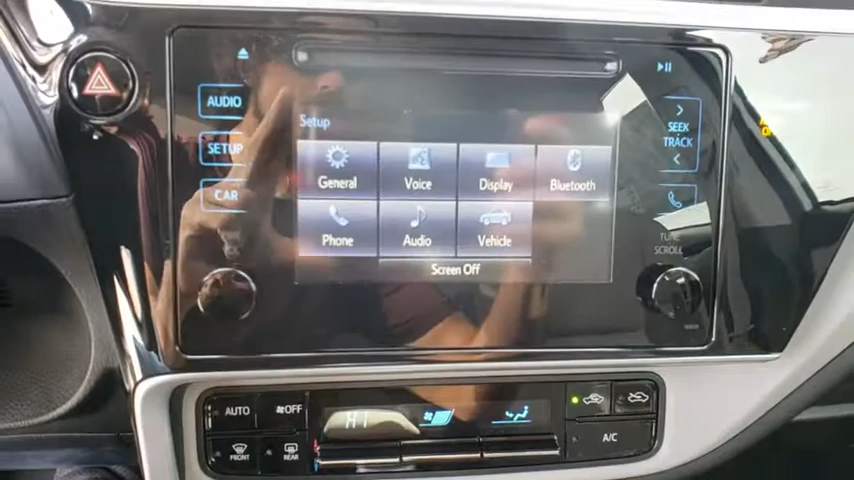 AUDIO
SETUP
CAR
SEEK
TRACK
TUNE
SCROLL
Setup
General
Voice
Display
Bluetooth
Phone
Audio
Vehicle
Screen Off
AUTO
OFF
HI
FRONT
REAR
A/C